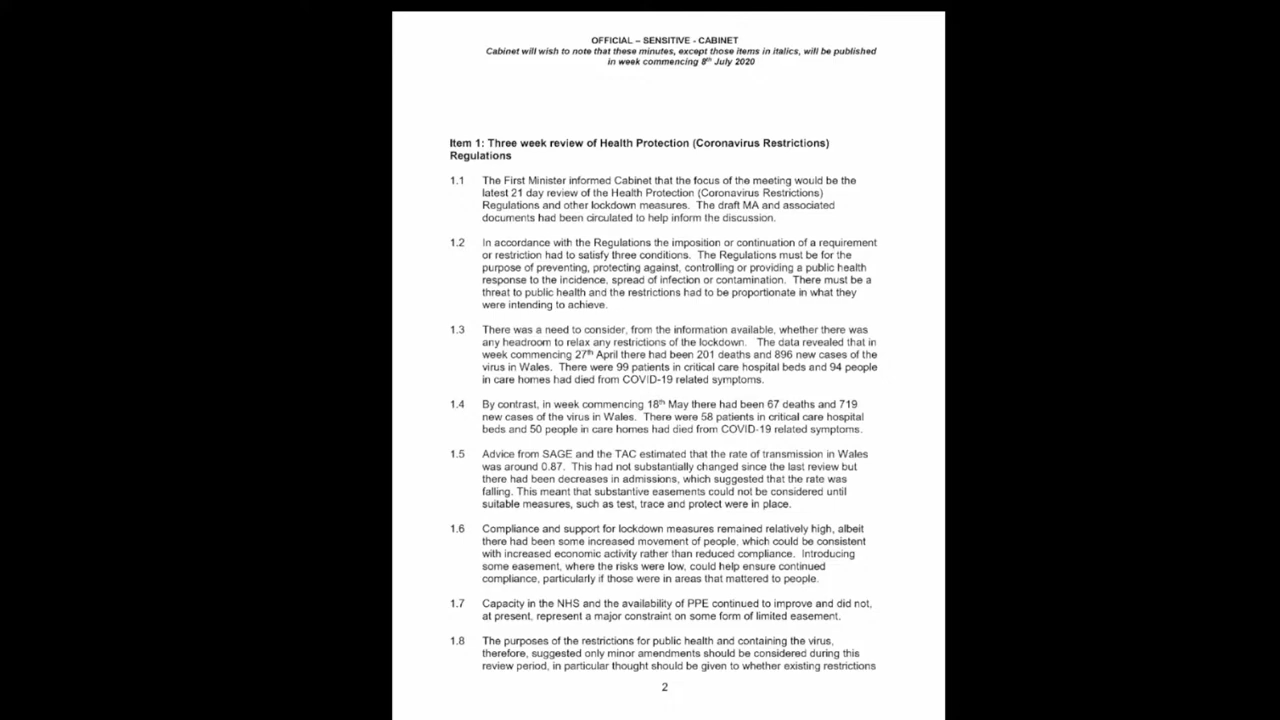 OFFICIAL – SENSITIVE - CABINET
Cabinet will wish to note that these minutes, except those items in italics, will be published
in week commencing 8th July 2020
Item 1: Three week review of Health Protection (Coronavirus Restrictions)
Regulations
1.1 The First Minister informed Cabinet that the focus of the meeting would be the
latest 21 day review of the Health Protection (Coronavirus Restrictions)
Regulations and other lockdown measures. The draft MA and associated
documents had been circulated to help inform the discussion.
1.2 In accordance with the Regulations the imposition or continuation of a requirement
or restriction had to satisfy three conditions. The Regulations must be for the
purpose of preventing, protecting against, controlling or providing a public health
response to the incidence, spread of infection or contamination. There must be a
threat to public health and the restrictions had to be proportionate in what they
were intending to achieve.
1.3 There was a need to consider, from the information available, whether there was
any headroom to relax any restrictions of the lockdown. The data revealed that in
week commencing 27th April there had been 201 deaths and 896 new cases of the
virus in Wales. There were 99 patients in critical care hospital beds and 94 people
in care homes had died from COVID-19 related symptoms.
1.4 By contrast, in week commencing 18th May there had been 67 deaths and 719
new cases of the virus in Wales. There were 58 patients in critical care hospital
beds and 50 people in care homes had died from COVID-19 related symptoms.
1.5 Advice from SAGE and the TAC estimated that the rate of transmission in Wales
was around 0.87. This had not substantially changed since the last review but
there had been decreases in admissions, which suggested that the rate was
falling. This meant that substantive easements could not be considered until
suitable measures, such as test, trace and protect were in place.
1.6 Compliance and support for lockdown measures remained relatively high, albeit
there had been some increased movement of people, which could be consistent
with increased economic activity rather than reduced compliance. Introducing
some easement, where the risks were low, could help ensure continued
compliance, particularly if those were in areas that mattered to people.
1.7 Capacity in the NHS and the availability of PPE continued to improve and did not,
at present, represent a major constraint on some form of limited easement.
1.8 The purposes of the restrictions for public health and containing the virus,
therefore, suggested only minor amendments should be considered during this
review period, in particular thought should be given to whether existing restrictions
2